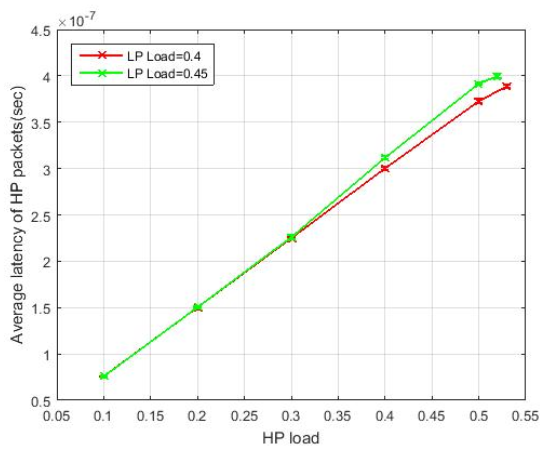 ×10⁻⁷
4.5
4
3.5
3
2.5
2
1.5
1
0.5
Average latency of HP packets(sec)
LP Load=0.4
LP Load=0.45
0.05 0.1 0.15 0.2 0.25 0.3 0.35 0.4 0.45 0.5 0.55
HP load